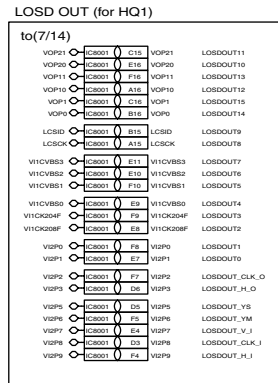 LOSD OUT (for HQ1)
to(7/14)
VOP21 IC8001 C15 VOP21 LOSDOUT11
VOP20 IC8001 E16 VOP20 LOSDOUT10
VOP11 IC8001 F16 VOP11 LOSDOUT13
VOP10 IC8001 A16 VOP10 LOSDOUT12
VOP1 IC8001 C16 VOP1 LOSDOUT15
VOP0 IC8001 B16 VOP0 LOSDOUT14
LCSID IC8001 B15 LCSID LOSDOUT9
LCSCK IC8001 A15 LCSCK LOSDOUT8
VI1CVBS3 IC8001 E11 VI1CVBS3 LOSDOUT7
VI1CVBS2 IC8001 E10 VI1CVBS2 LOSDOUT6
VI1CVBS1 IC8001 F10 VI1CVBS1 LOSDOUT5
VI1CVBS0 IC8001 E9 VI1CVBS0 LOSDOUT4
VI1CK204F IC8001 F9 VI1CK204F LOSDOUT3
VI1CK208F IC8001 E8 VI1CK208F LOSDOUT2
VI2P0 IC8001 F8 VI2P0 LOSDOUT1
VI2P1 IC8001 E7 VI2P1 LOSDOUT0
VI2P2 IC8001 F7 VI2P2 LOSDOUT_CLK_O
VI2P3 IC8001 D6 VI2P3 LOSDOUT_H_O
VI2P5 IC8001 D5 VI2P5 LOSDOUT_YS
VI2P6 IC8001 F5 VI2P6 LOSDOUT_YM
VI2P7 IC8001 E4 VI2P7 LOSDOUT_V_I
VI2P8 IC8001 D3 VI2P8 LOSDOUT_CLK_I
VI2P9 IC8001 F4 VI2P9 LOSDOUT_H_I